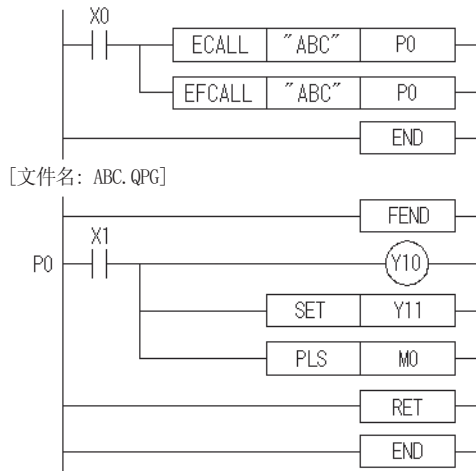 X0
ECALL ″ABC″ P0
EFCALL ″ABC″ P0
END
[文件名: ABC.QPG]
FEND
X1
P0 Y10
SET Y11
PLS M0
RET
END